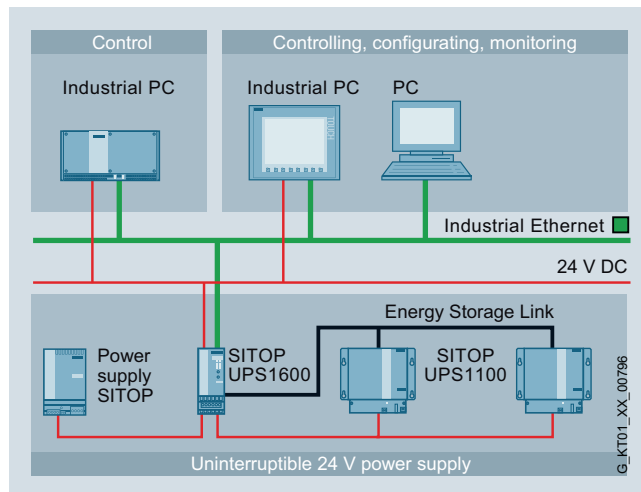 Control
Controlling, configurating, monitoring
Industrial PC
Industrial PC
PC
TOUCH
Industrial Ethernet
24 V DC
Energy Storage Link
Power
supply
SITOP
SITOP
UPS1600
SITOP
UPS1100
Uninterruptible 24 V power supply
G_KT01_XX_00796